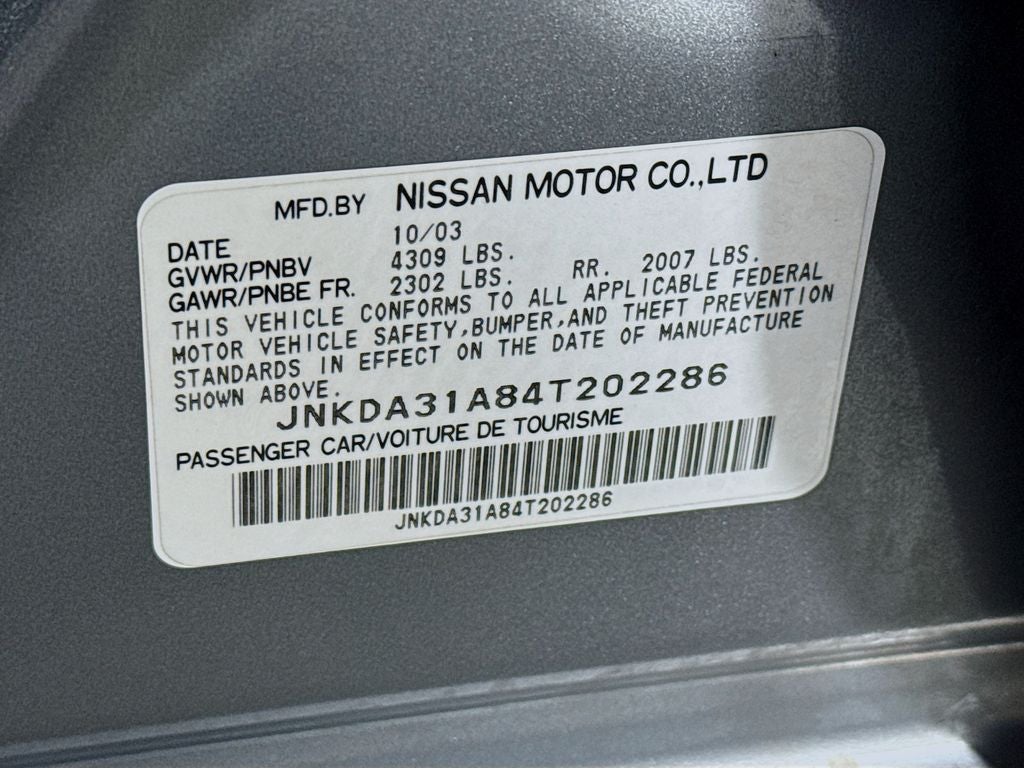 MFD.BY NISSAN MOTOR CO.,LTD
DATE 10/03
GVWR/PNBV 4309 LBS.
GAWR/PNBE FR. 2302 LBS. RR. 2007 LBS.
THIS VEHICLE CONFORMS TO ALL APPLICABLE FEDERAL
MOTOR VEHICLE SAFETY,BUMPER,AND THEFT PREVENTION
STANDARDS IN EFFECT ON THE DATE OF MANUFACTURE
SHOWN ABOVE.
JNKDA31A84T202286
PASSENGER CAR/VOITURE DE TOURISME
JNKDA31A84T202286